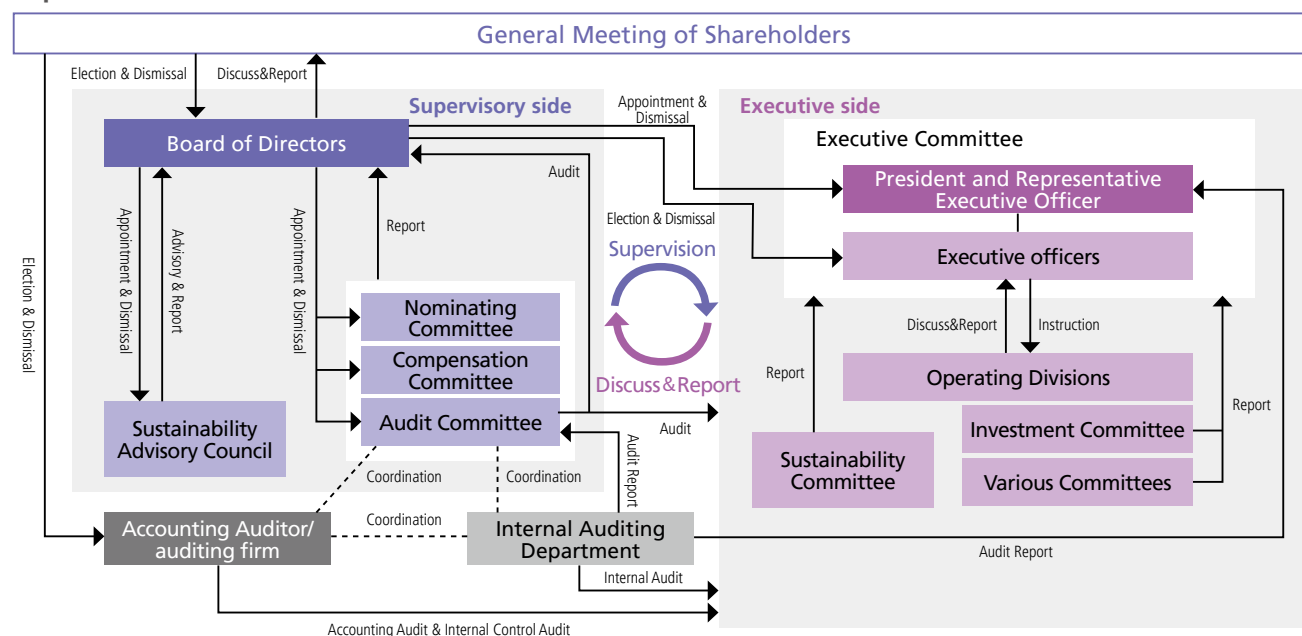 General Meeting of Shareholders
Election & Dismissal
Discuss&Report
Supervisory side
Appointment &
Dismissal
Executive side
Board of Directors
Executive Committee
Audit
President and Representative
Executive Officer
Election & Dismissal
Appointment & Dismissal
Advisory & Report
Appointment & Dismissal
Report
Election & Dismissal
Supervision
Executive officers
Nominating
Committee
Discuss&Report
Instruction
Compensation
Committee
Discuss&Report
Report
Operating Divisions
Report
Sustainability
Advisory Council
Audit Committee
Audit
Investment Committee
Audit Report
Sustainability
Committee
Various Committees
Coordination
Coordination
Accounting Auditor/
auditing firm
Coordination
Internal Auditing
Department
Audit Report
Internal Audit
Accounting Audit & Internal Control Audit